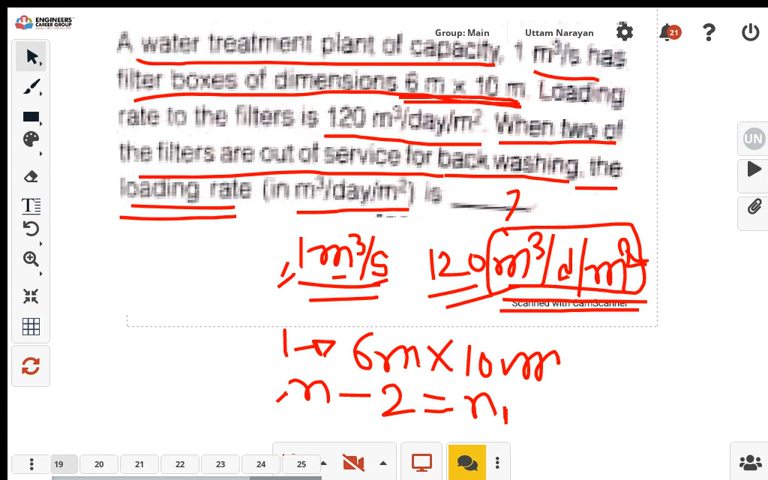 ENGINEERS
CAREER GROUP
Group: Main
Uttam Narayan
21
A water treatment plant of capacity, 1 m³/s has
filter boxes of dimensions 6 m × 10 m. Loading
rate to the filters is 120 m³/day/m². When two of
the filters are out of service for back washing, the
loading rate (in m³/day/m²) is ____
?
1m³/s 120 m³/d/m²
Scanned with CamScanner
1→ 6m×10m
n-2=n₁
UN
T
19 20 21 22 23 24 25